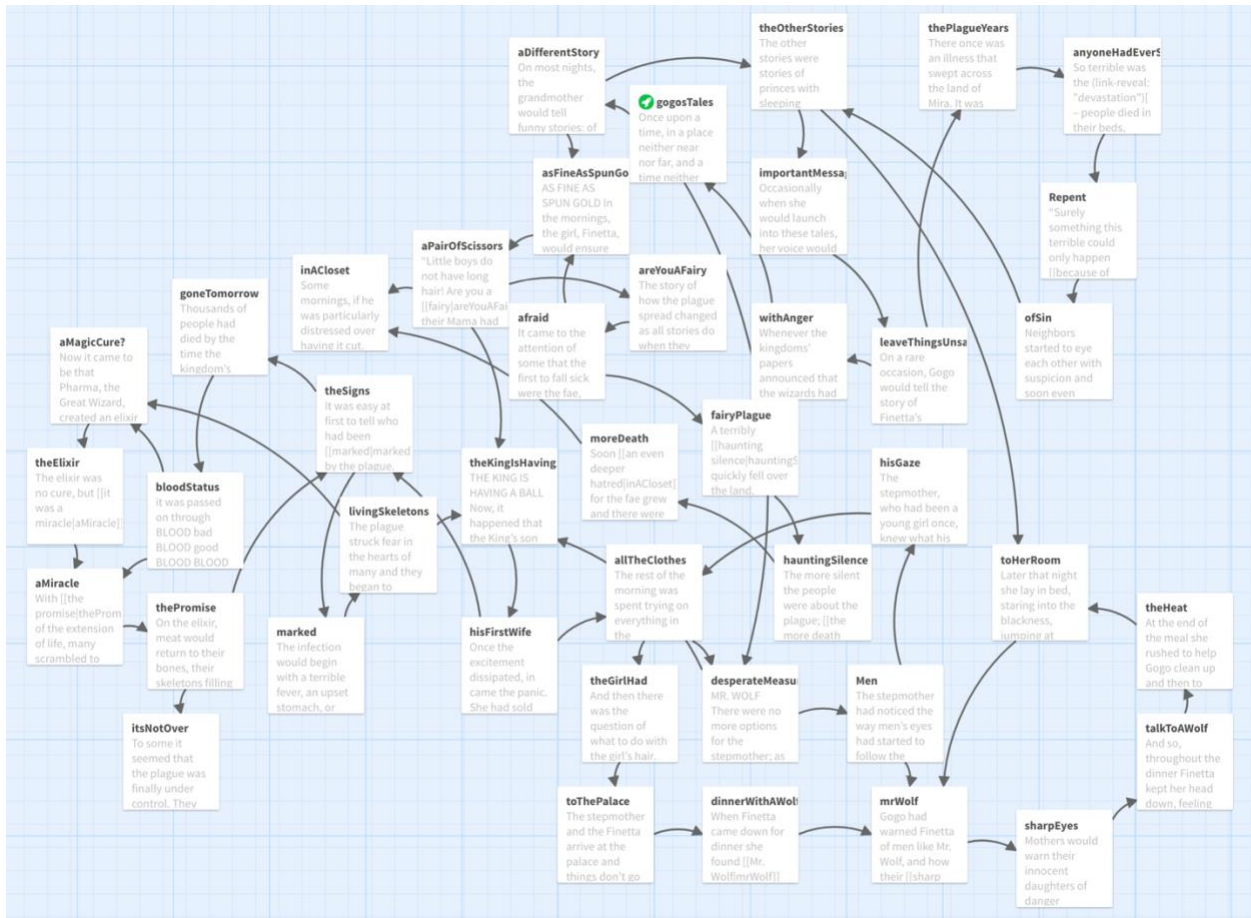 aDifferentStory
On most nights,
the
grandmother
would tell
funny stories: of
theOtherStories
The other
stories were
stories of
princes with
sleeping
thePlagueYears
There once was
an illness that
swept across
the land of
Mira. It was
anyoneHadEverS
So terrible was
the (link-reveal:
"devastation")[
– people died in
their beds,
gogosTales
Once upon a
time, in a place
neither near
nor far, and a
time neither
asFineAsSpunGo
AS FINE AS
SPUN GOLD In
the mornings,
the girl, Finetta,
would ensure
importantMessa
Occasionally
when she
would launch
into these tales,
her voice would
Repent
"Surely
something this
terrible could
only happen
[[because of
aPairOfScissors
"Little boys do
not have long
hair! Are you a
[[fairy|areYouAFai
their Mama had
inACloset
Some
mornings, if he
was particularly
distressed over
having it cut,
areYouAFairy
The story of
how the plague
spread changed
as all stories do
when they
goneTomorrow
Thousands of
people had
died by the
time the
kingdom's
afraid
It came to the
attention of
some that the
first to fall sick
were the fae,
withAnger
Whenever the
kingdoms'
papers
announced that
the wizards had
leaveThingsUnsa
On a rare
occasion, Gogo
would tell the
story of
Finetta's
ofSin
Neighbors
started to eye
each other with
suspicion and
soon even
aMagicCure?
Now it came to
be that
Pharma, the
Great Wizard,
created an elixir
theSigns
It was easy at
first to tell who
had been
[[marked|marked
by the plague.
fairyPlague
A terribly
[[haunting
silence|hauntingS
quickly fell over
the land.
moreDeath
Soon [[an even
deeper
hatred|inACloset]
for the fae grew
and there were
theElixir
The elixir was
no cure, but [[it
was a
miracle|aMiracle]]
bloodStatus
it was passed
on through
BLOOD bad
BLOOD good
BLOOD BLOOD
theKingIsHaving
THE KING IS
HAVING A BALL
Now, it
happened that
the King's son
hisGaze
The
stepmother,
who had been a
young girl once,
knew what his
livingSkeletons
The plague
struck fear in
the hearts of
many and they
began to
allTheClothes
The rest of the
morning was
spent trying on
everything in
the
hauntingSilence
The more silent
the people
were about the
plague; [[the
more death
toHerRoom
Later that night
she lay in bed,
staring into the
blackness,
jumping at
aMiracle
With [[the
promise|theProm
of the extension
of life, many
scrambled to
thePromise
On the elixir,
meat would
return to their
bones, their
skeletons filling
marked
The infection
would begin
with a terrible
fever, an upset
stomach, or
hisFirstWife
Once the
excitement
dissipated, in
came the panic.
She had sold
theHeat
At the end of
the meal she
rushed to help
Gogo clean up
and then to
theGirlHad
And then there
was the
question of
what to do with
the girl's hair.
desperateMeasu
MR. WOLF
There were no
more options
for the
stepmother; as
Men
The stepmother
had noticed the
way men's eyes
had started to
follow the
itsNotOver
To some it
seemed that
the plague was
finally under
control. They
talkToAWolf
And so,
throughout the
dinner Finetta
kept her head
down, feeling
toThePalace
The stepmother
and the Finetta
arrive at the
palace and
things don't go
dinnerWithAWol
When Finetta
came down for
dinner she
found [[Mr.
Wolf|mrWolf]]
mrWolf
Gogo had
warned Finetta
of men like Mr.
Wolf, and how
their [[sharp
sharpEyes
Mothers would
warn their
innocent
daughters of
danger